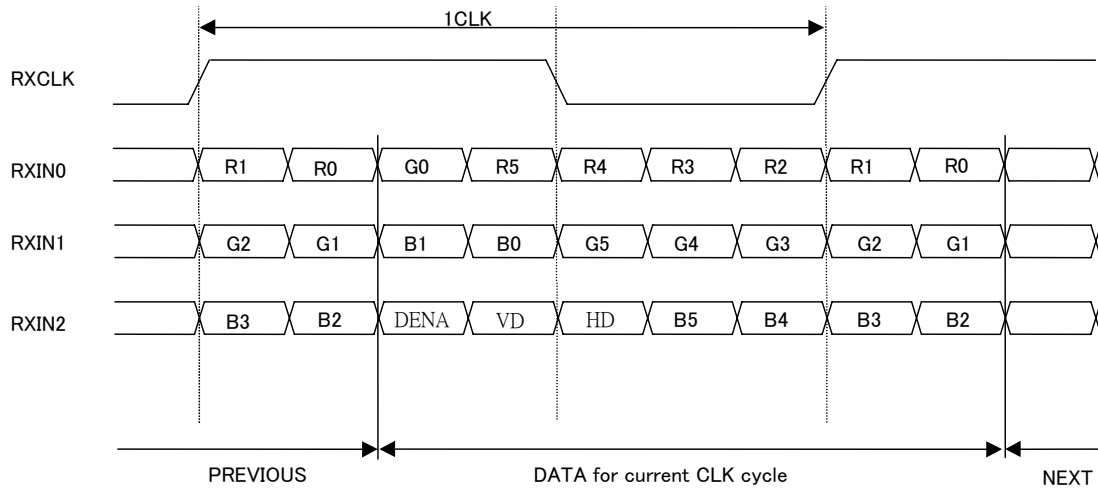 1CLK
RXCLK
RXIN0 R1 R0 G0 R5 R4 R3 R2 R1 R0
RXIN1 G2 G1 B1 B0 G5 G4 G3 G2 G1
RXIN2 B3 B2 DENA VD HD B5 B4 B3 B2
PREVIOUS DATA for current CLK cycle NEXT